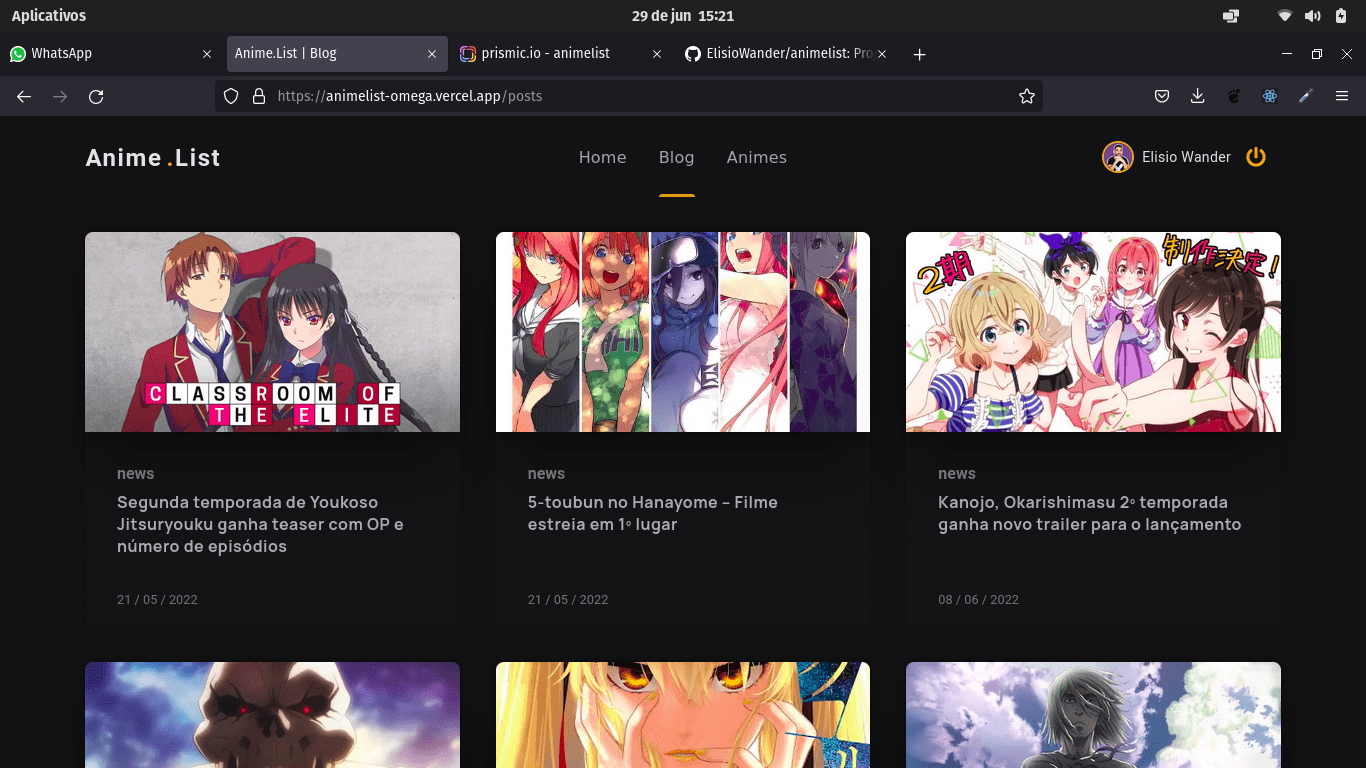 Aplicativos
29 de jun 15:21
WhatsApp
Anime.List | Blog
prismic.io - animelist
ElisioWander/animelist: Pro
https://animelist-omega.vercel.app/posts
Anime .List
Home
Blog
Animes
Elisio Wander
CLASSROOM OF
THE ELITE
2期
制作決定!
news
Segunda temporada de Youkoso
Jitsuryouku ganha teaser com OP e
número de episódios
21 / 05 / 2022
news
5-toubun no Hanayome – Filme
estreia em 1º lugar
21 / 05 / 2022
news
Kanojo, Okarishimasu 2º temporada
ganha novo trailer para o lançamento
08 / 06 / 2022